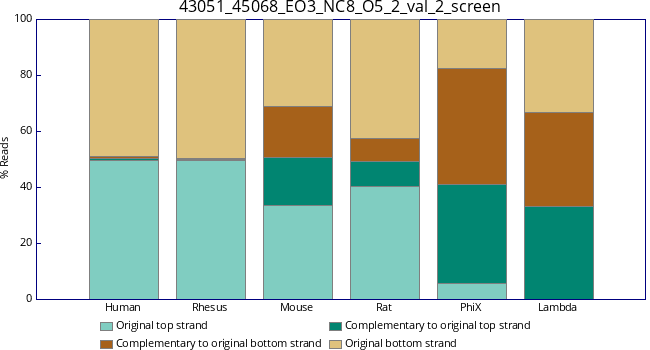 43051_45068_EO3_NC8_O5_2_val_2_screen
100
80
60
40
20
0
% Reads
Human Rhesus Mouse Rat PhiX Lambda
Original top strand Complementary to original top strand
Complementary to original bottom strand Original bottom strand